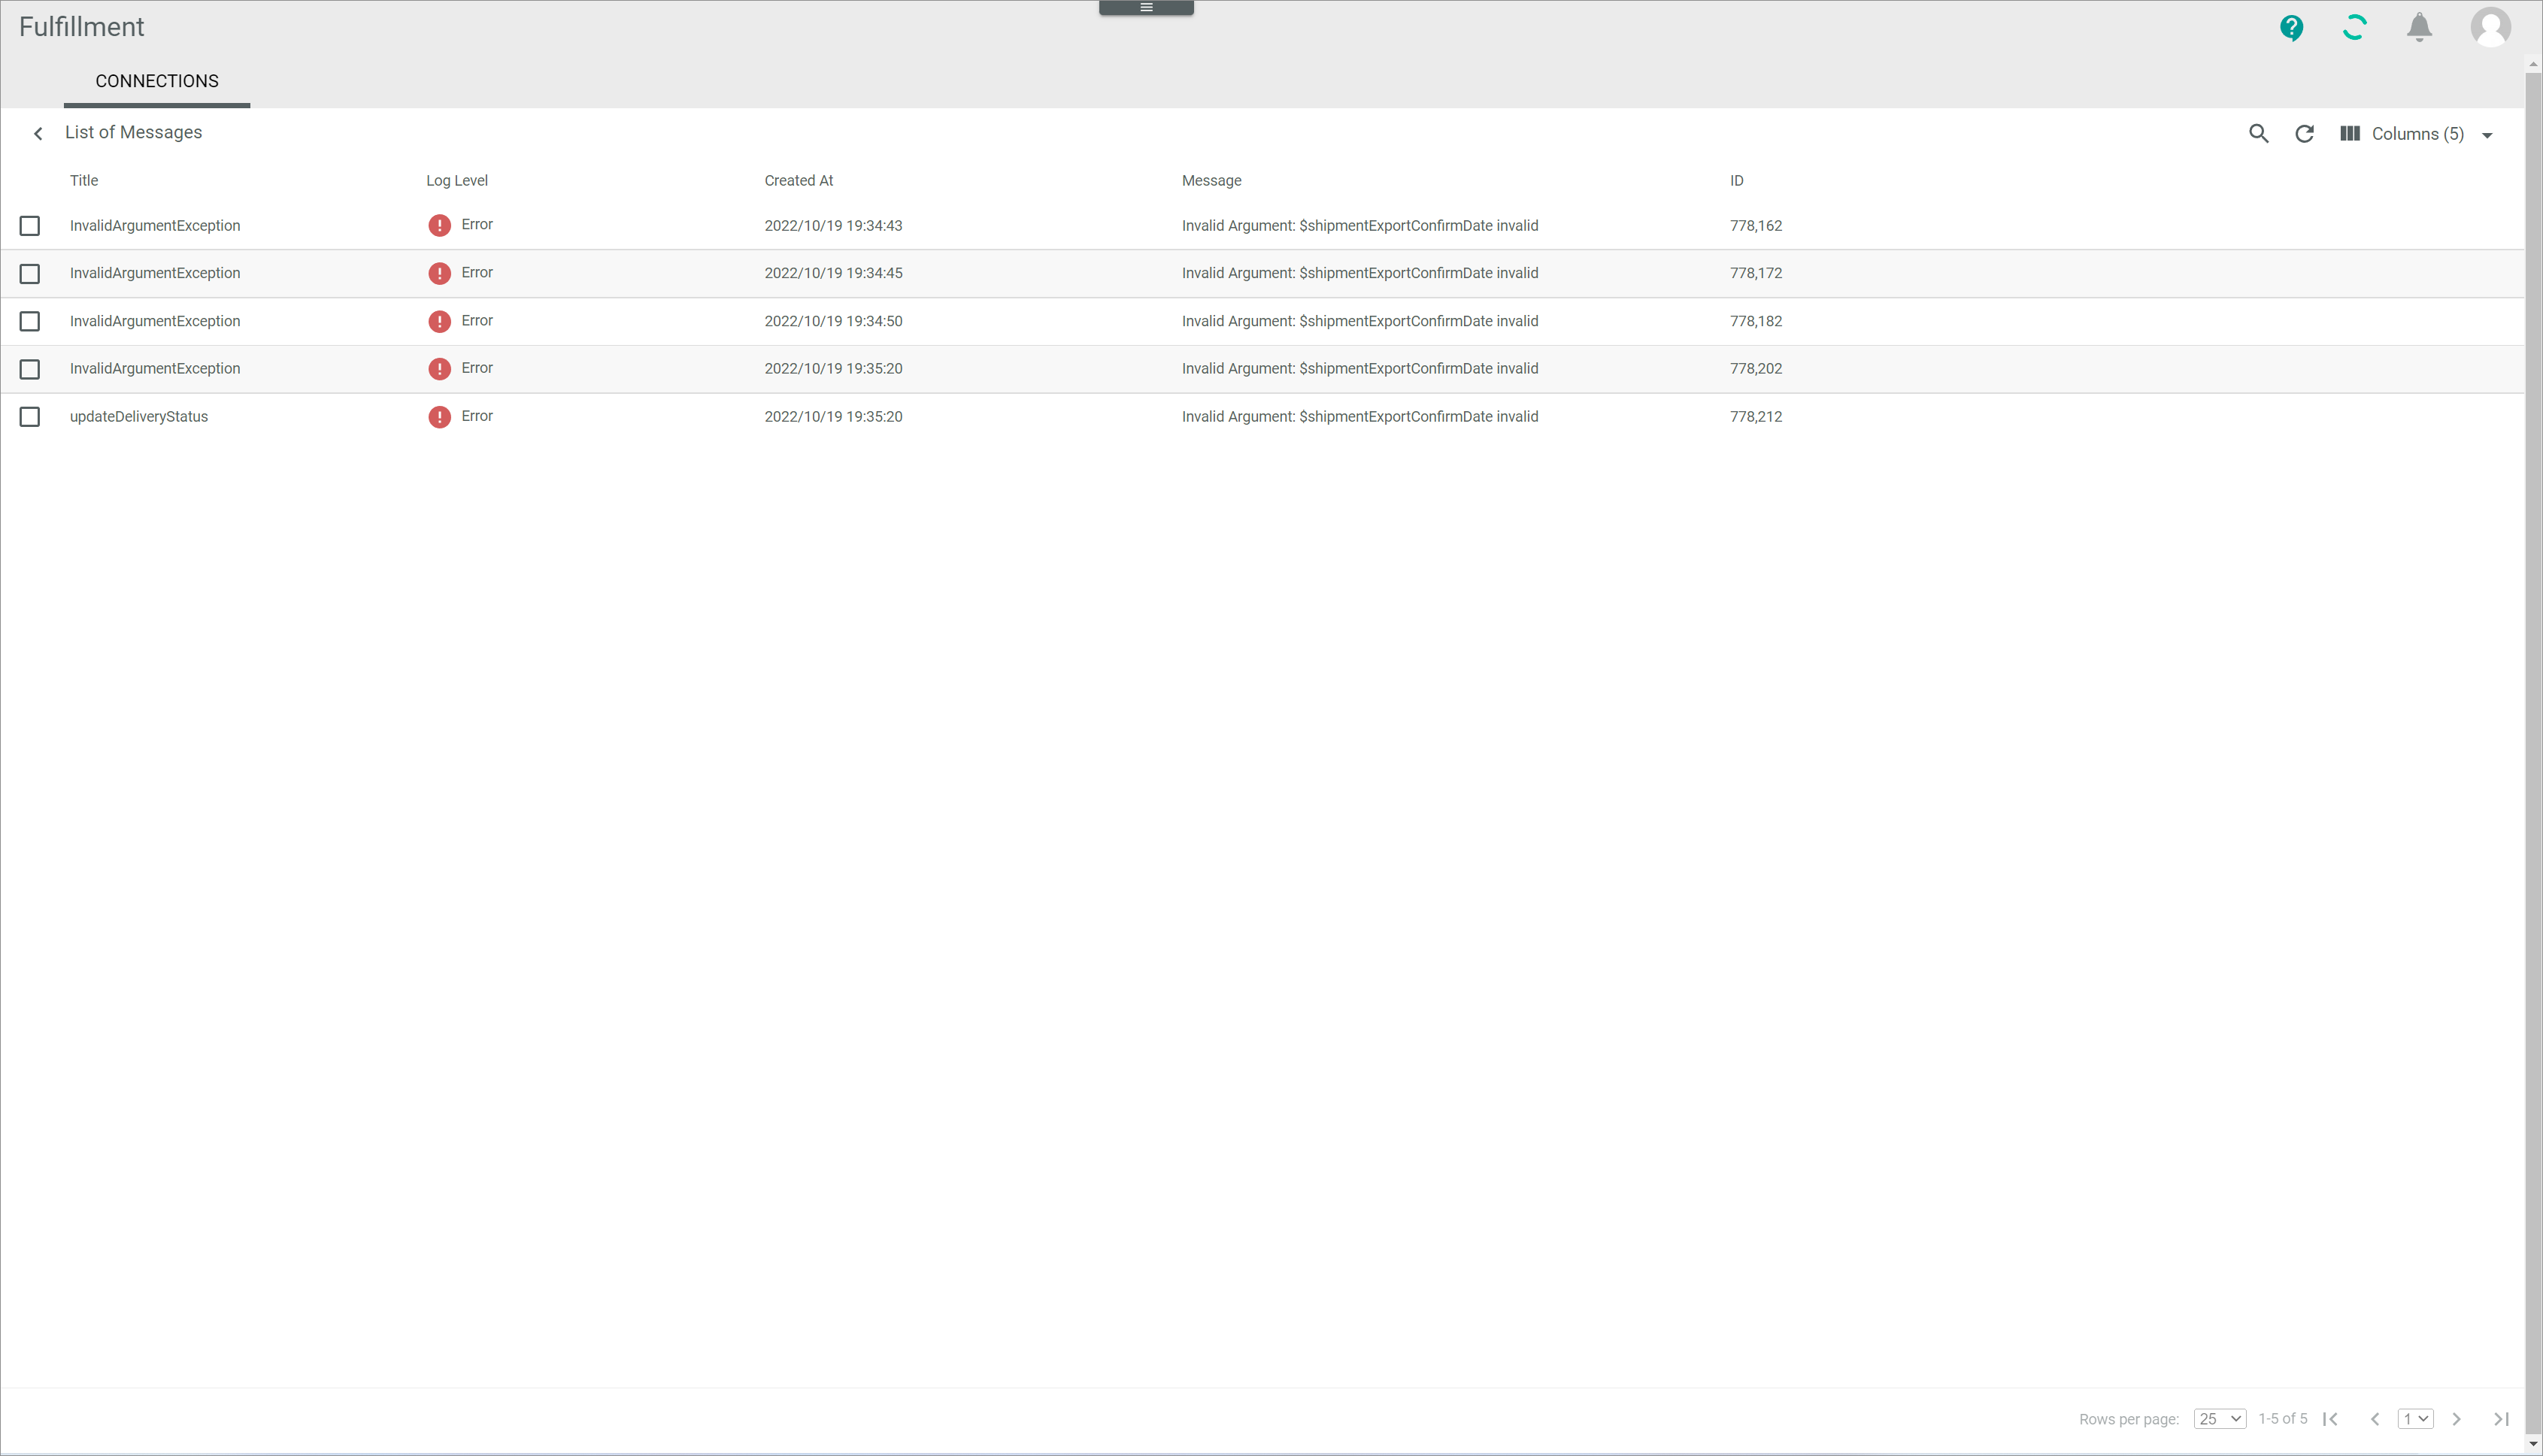 Fulfillment
CONNECTIONS
List of Messages
Columns (5)
Title Log Level Created At Message ID
InvalidArgumentException Error 2022/10/19 19:34:43 Invalid Argument: $shipmentExportConfirmDate invalid 778,162
InvalidArgumentException Error 2022/10/19 19:34:45 Invalid Argument: $shipmentExportConfirmDate invalid 778,172
InvalidArgumentException Error 2022/10/19 19:34:50 Invalid Argument: $shipmentExportConfirmDate invalid 778,182
InvalidArgumentException Error 2022/10/19 19:35:20 Invalid Argument: $shipmentExportConfirmDate invalid 778,202
updateDeliveryStatus Error 2022/10/19 19:35:20 Invalid Argument: $shipmentExportConfirmDate invalid 778,212
Rows per page: 25 1-5 of 5 1